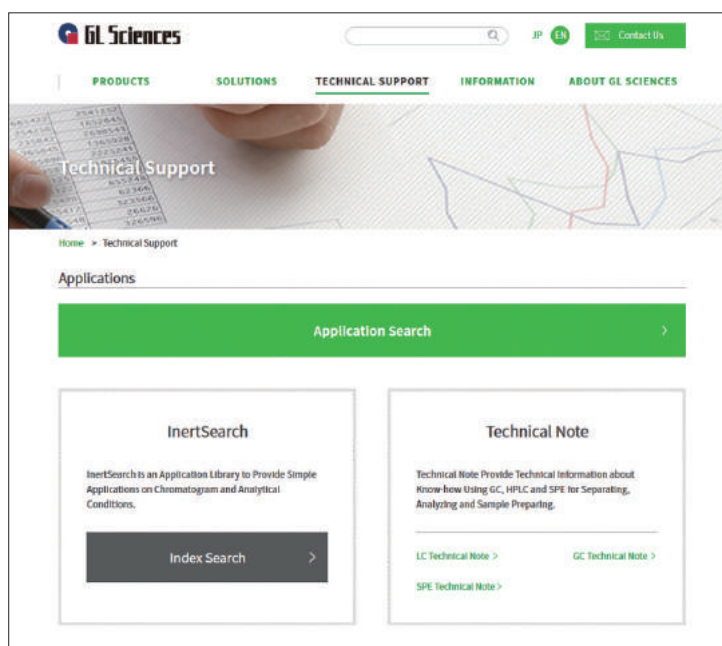 GL Sciences
JP EN Contact Us
PRODUCTS SOLUTIONS TECHNICAL SUPPORT INFORMATION ABOUT GL SCIENCES
Technical Support
Home > Technical Support
Applications
Application Search >
InertSearch
InertSearch is an Application Library to Provide Simple
Applications on Chromatogram and Analytical
Conditions.
Index Search >
Technical Note
Technical Note Provide Technical Information about
Know-how Using GC, HPLC and SPE for Separating,
Analyzing and Sample Preparing.
LC Technical Note > GC Technical Note >
SPE Technical Note >